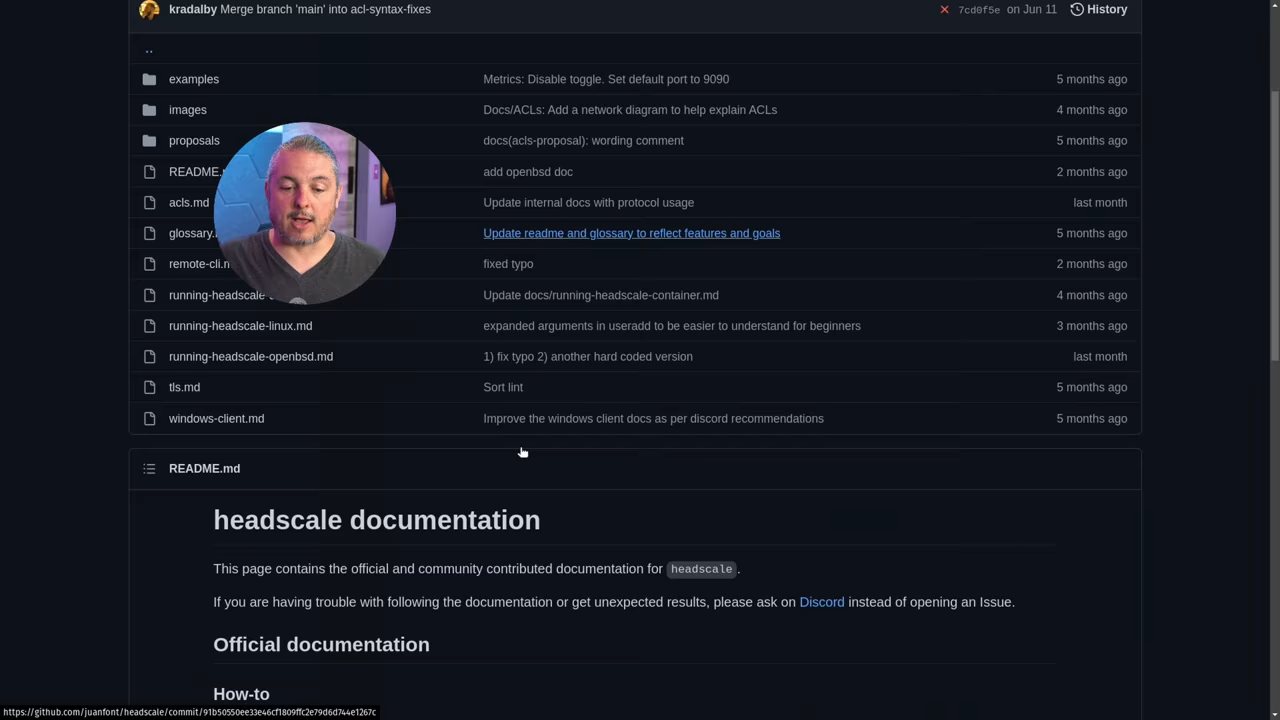 kradalby Merge branch 'main' into acl-syntax-fixes 7cd0f5e on Jun 11 History
..
examples Metrics: Disable toggle. Set default port to 9090 5 months ago
images Docs/ACLs: Add a network diagram to help explain ACLs 4 months ago
proposals docs(acls-proposal): wording comment 5 months ago
README. add openbsd doc 2 months ago
acls.md Update internal docs with protocol usage last month
glossary. Update readme and glossary to reflect features and goals 5 months ago
remote-cli. fixed typo 2 months ago
running-headscale- Update docs/running-headscale-container.md 4 months ago
running-headscale-linux.md expanded arguments in useradd to be easier to understand for beginners 3 months ago
running-headscale-openbsd.md 1) fix typo 2) another hard coded version last month
tls.md Sort lint 5 months ago
windows-client.md Improve the windows client docs as per discord recommendations 5 months ago
README.md
headscale documentation
This page contains the official and community contributed documentation for headscale.
If you are having trouble with following the documentation or get unexpected results, please ask on Discord instead of opening an Issue.
Official documentation
How-to
https://github.com/juanfont/headscale/commit/91b50550ee33e46cf1809ffc2e79d6d744e1267c